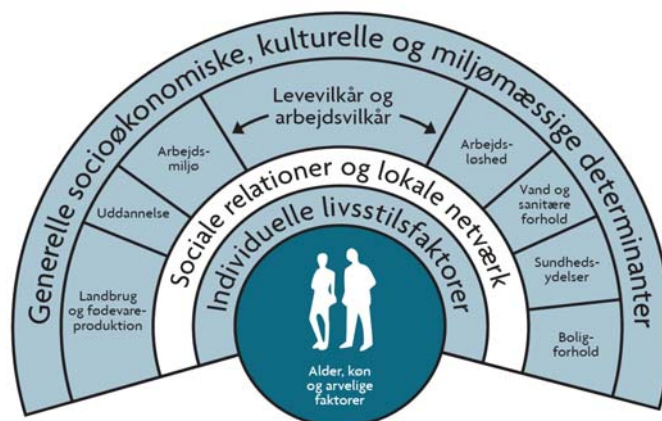 Generelle socioøkonomiske, kulturelle og miljømæssige determinanter
Levevilkår og
arbejdsvilkår
Landbrug
og fødevare-
produktion
Uddannelse
Arbejds-
miljø
Arbejds-
løshed
Vand og
sanitære
forhold
Sundheds-
ydelser
Bolig-
forhold
Sociale relationer og lokale netværk
Individuelle livsstilsfaktorer
Alder, køn
og arvelige
faktorer